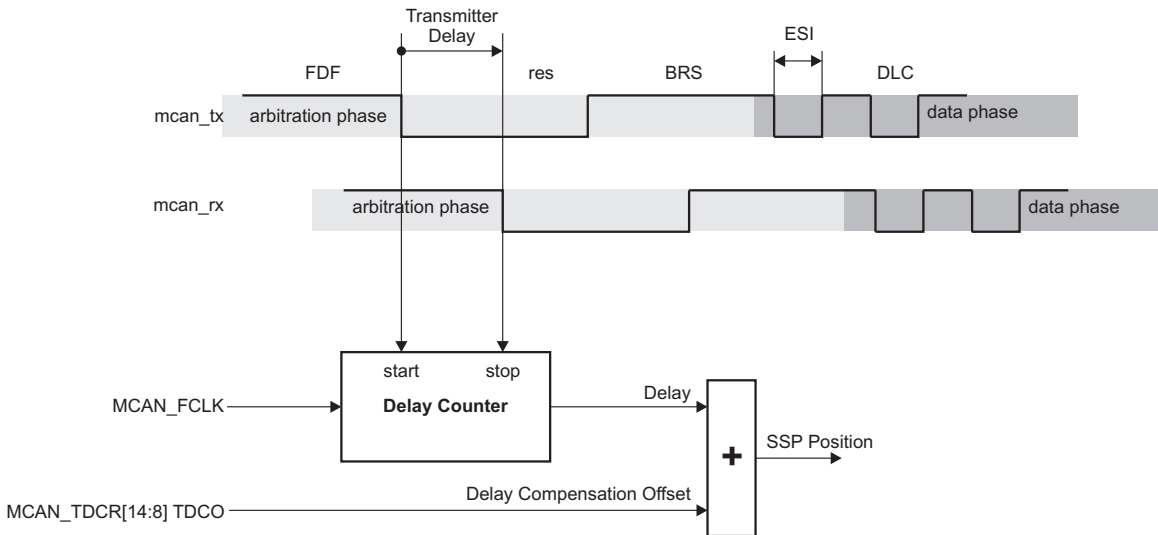 Transmitter
Delay
ESI
FDF
res
BRS
DLC
mcan_tx
arbitration phase
data phase
mcan_rx
arbitration phase
data phase
start
stop
MCAN_FCLK
Delay Counter
Delay
+
SSP Position
Delay Compensation Offset
MCAN_TDCR[14:8] TDCO